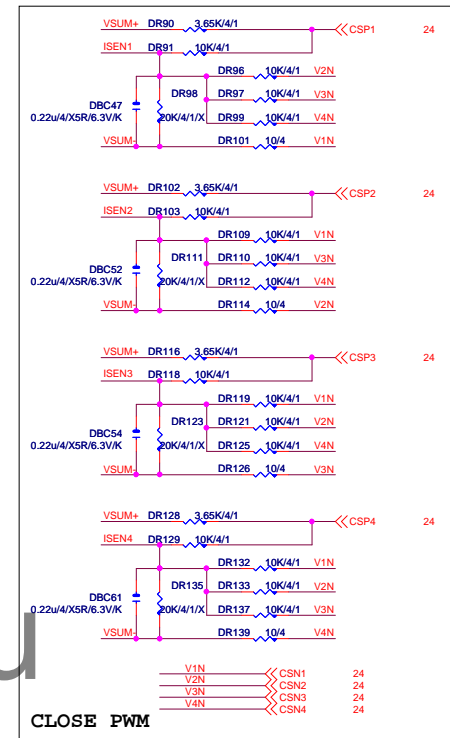 VSUM+ DR90 3.65K/4/1 CSP1 24
ISEN1 DR91 10K/4/1
DR96 10K/4/1 V2N
DR98 DR97 10K/4/1 V3N
DBC47
0.22u/4/X5R/6.3V/K 20K/4/1/X DR99 10K/4/1 V4N
VSUM- DR101 10/4 V1N
VSUM+ DR102 3.65K/4/1 CSP2 24
ISEN2 DR103 10K/4/1
DR109 10K/4/1 V1N
DR111 DR110 10K/4/1 V3N
DBC52
0.22u/4/X5R/6.3V/K 20K/4/1/X DR112 10K/4/1 V4N
VSUM- DR114 10/4 V2N
VSUM+ DR116 3.65K/4/1 CSP3 24
ISEN3 DR118 10K/4/1
DR119 10K/4/1 V1N
DR123 DR121 10K/4/1 V2N
DBC54
0.22u/4/X5R/6.3V/K 20K/4/1/X DR125 10K/4/1 V4N
VSUM- DR126 10/4 V3N
VSUM+ DR128 3.65K/4/1 CSP4 24
ISEN4 DR129 10K/4/1
DR132 10K/4/1 V1N
DR135 DR133 10K/4/1 V2N
DBC61
0.22u/4/X5R/6.3V/K 20K/4/1/X DR137 10K/4/1 V3N
VSUM- DR139 10/4 V4N
V1N CSN1 24
V2N CSN2 24
V3N CSN3 24
V4N CSN4 24
CLOSE PWM